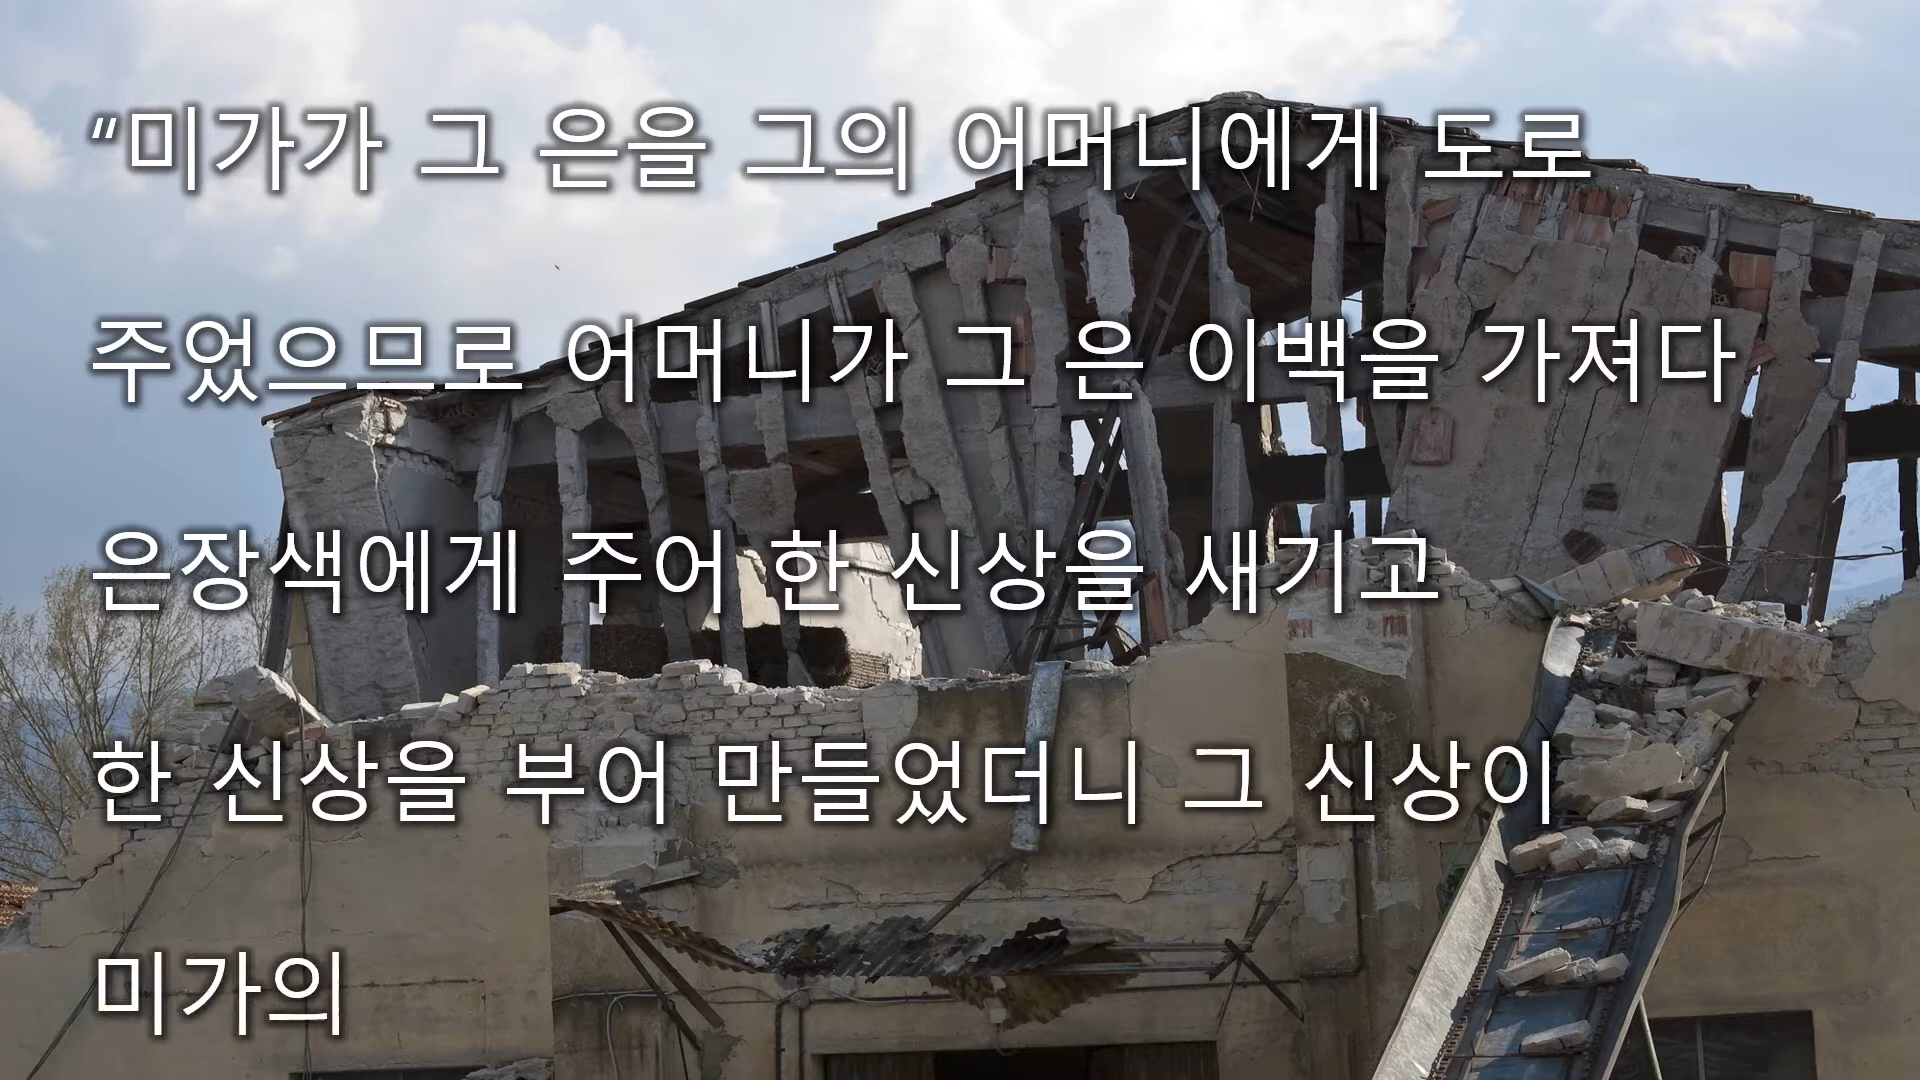 “미가가 그 은을 그의 어머니에게 도로
주었으므로 어머니가 그 은 이백을 가져다
은장색에게 주어 한 신상을 새기고
한 신상을 부어 만들었더니 그 신상이
미가의